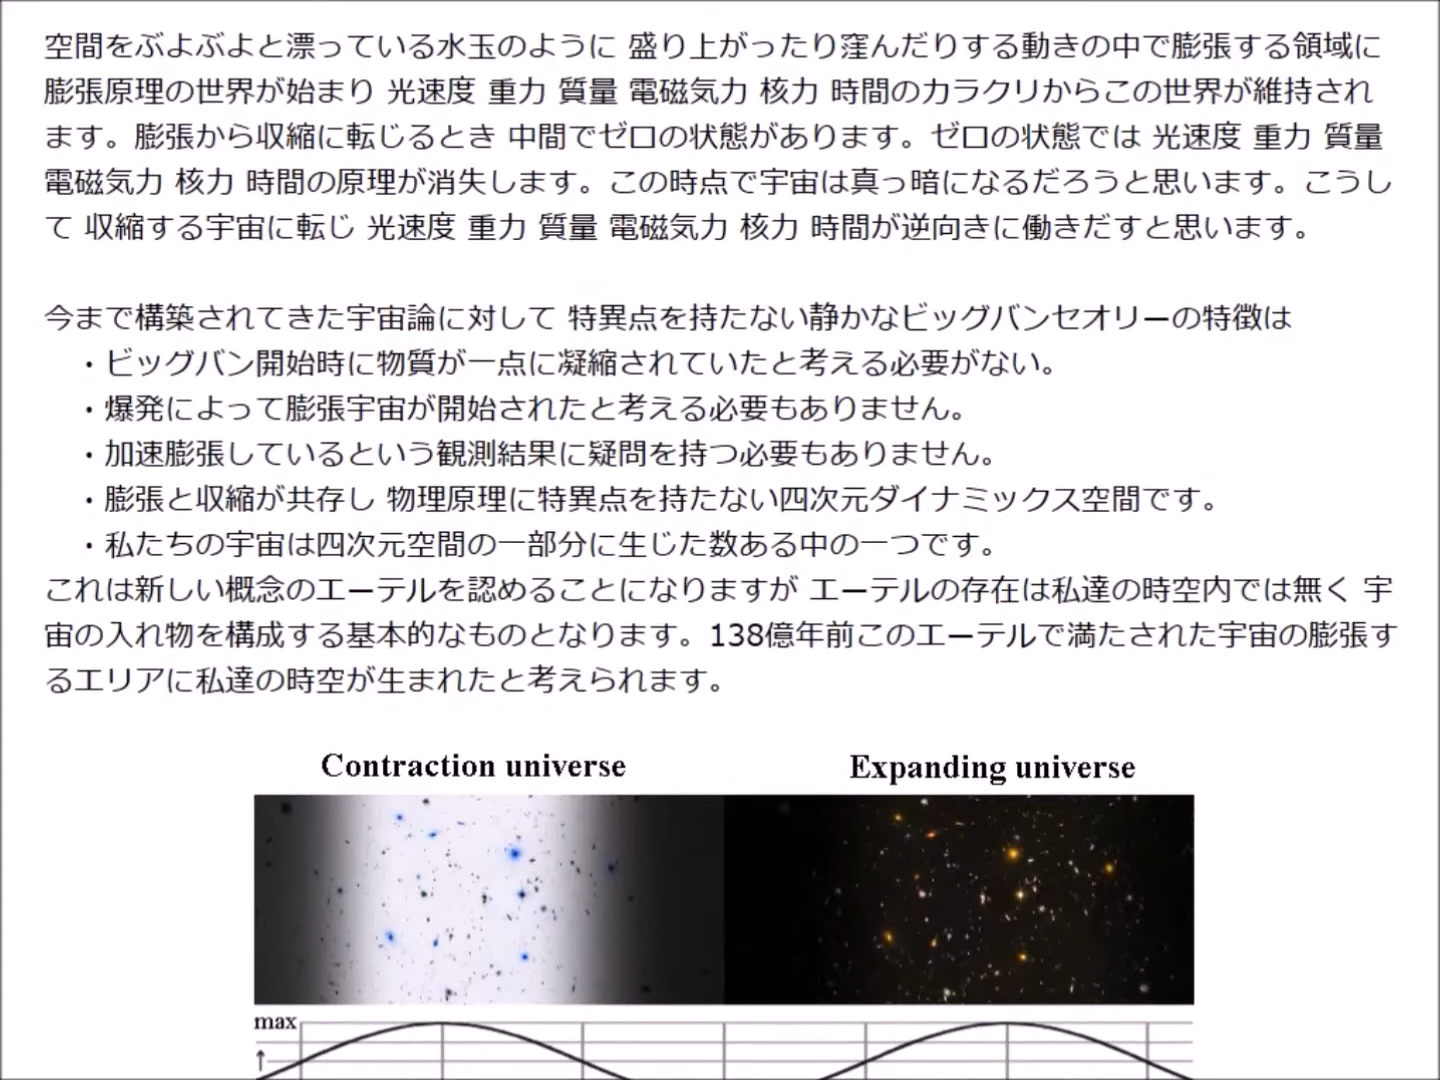 空間をぶよぶよと漂っている水玉のように 盛り上がったり窪んだりする動きの中で膨張する領域に
膨張原理の世界が始まり 光速度 重力 質量 電磁気力 核力 時間のカラクリからこの世界が維持され
ます。膨張から収縮に転じるとき 中間でゼロの状態があります。ゼロの状態では 光速度 重力 質量
電磁気力 核力 時間の原理が消失します。この時点で宇宙は真っ暗になるだろうと思います。こうし
て 収縮する宇宙に転じ 光速度 重力 質量 電磁気力 核力 時間が逆向きに働きだすと思います。
今まで構築されてきた宇宙論に対して 特異点を持たない静かなビッグバンセオリーの特徴は
・ビッグバン開始時に物質が一点に凝縮されていたと考える必要がない。
・爆発によって膨張宇宙が開始されたと考える必要もありません。
・加速膨張しているという観測結果に疑問を持つ必要もありません。
・膨張と収縮が共存し 物理原理に特異点を持たない四次元ダイナミックス空間です。
・私たちの宇宙は四次元空間の一部分に生じた数ある中の一つです。
これは新しい概念のエーテルを認めることになりますが エーテルの存在は私達の時空内では無く 宇
宙の入れ物を構成する基本的なものとなります。138億年前このエーテルで満たされた宇宙の膨張す
るエリアに私達の時空が生まれたと考えられます。
Contraction universe
Expanding universe
max
↑